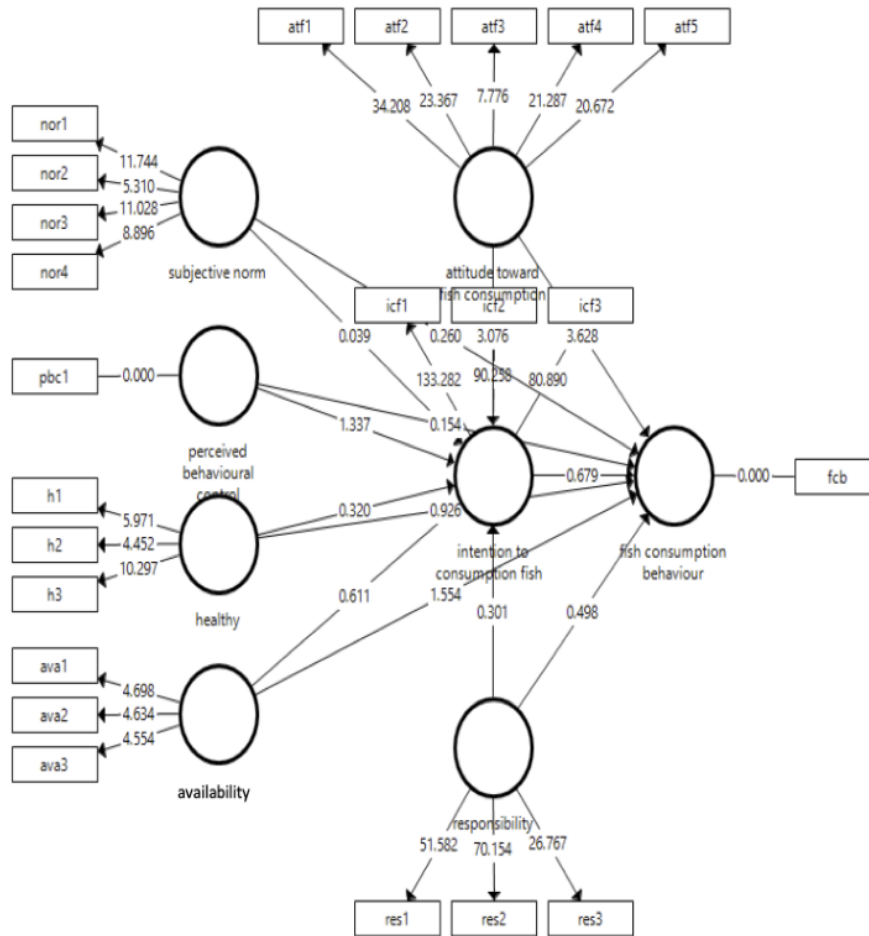 atf1
atf2
atf3
atf4
atf5
34.208
23.367
7.776
21.287
20.672
nor1
nor2
nor3
nor4
11.744
5.310
11.028
8.896
subjective norm
attitude toward
fish consumption
icf1
icf2
icf3
0.039
0.260
3.076
3.628
133.282
90.258
80.890
pbc1
0.000
1.337
0.154
perceived
behavioural
control
0.679
0.000
fcb
h1
h2
h3
5.971
4.452
10.297
0.320
0.926
healthy
intention to
consumption fish
fish consumption
behaviour
0.611
1.554
0.301
0.498
ava1
ava2
ava3
4.698
4.634
4.554
availability
responsibility
51.582
70.154
26.767
res1
res2
res3